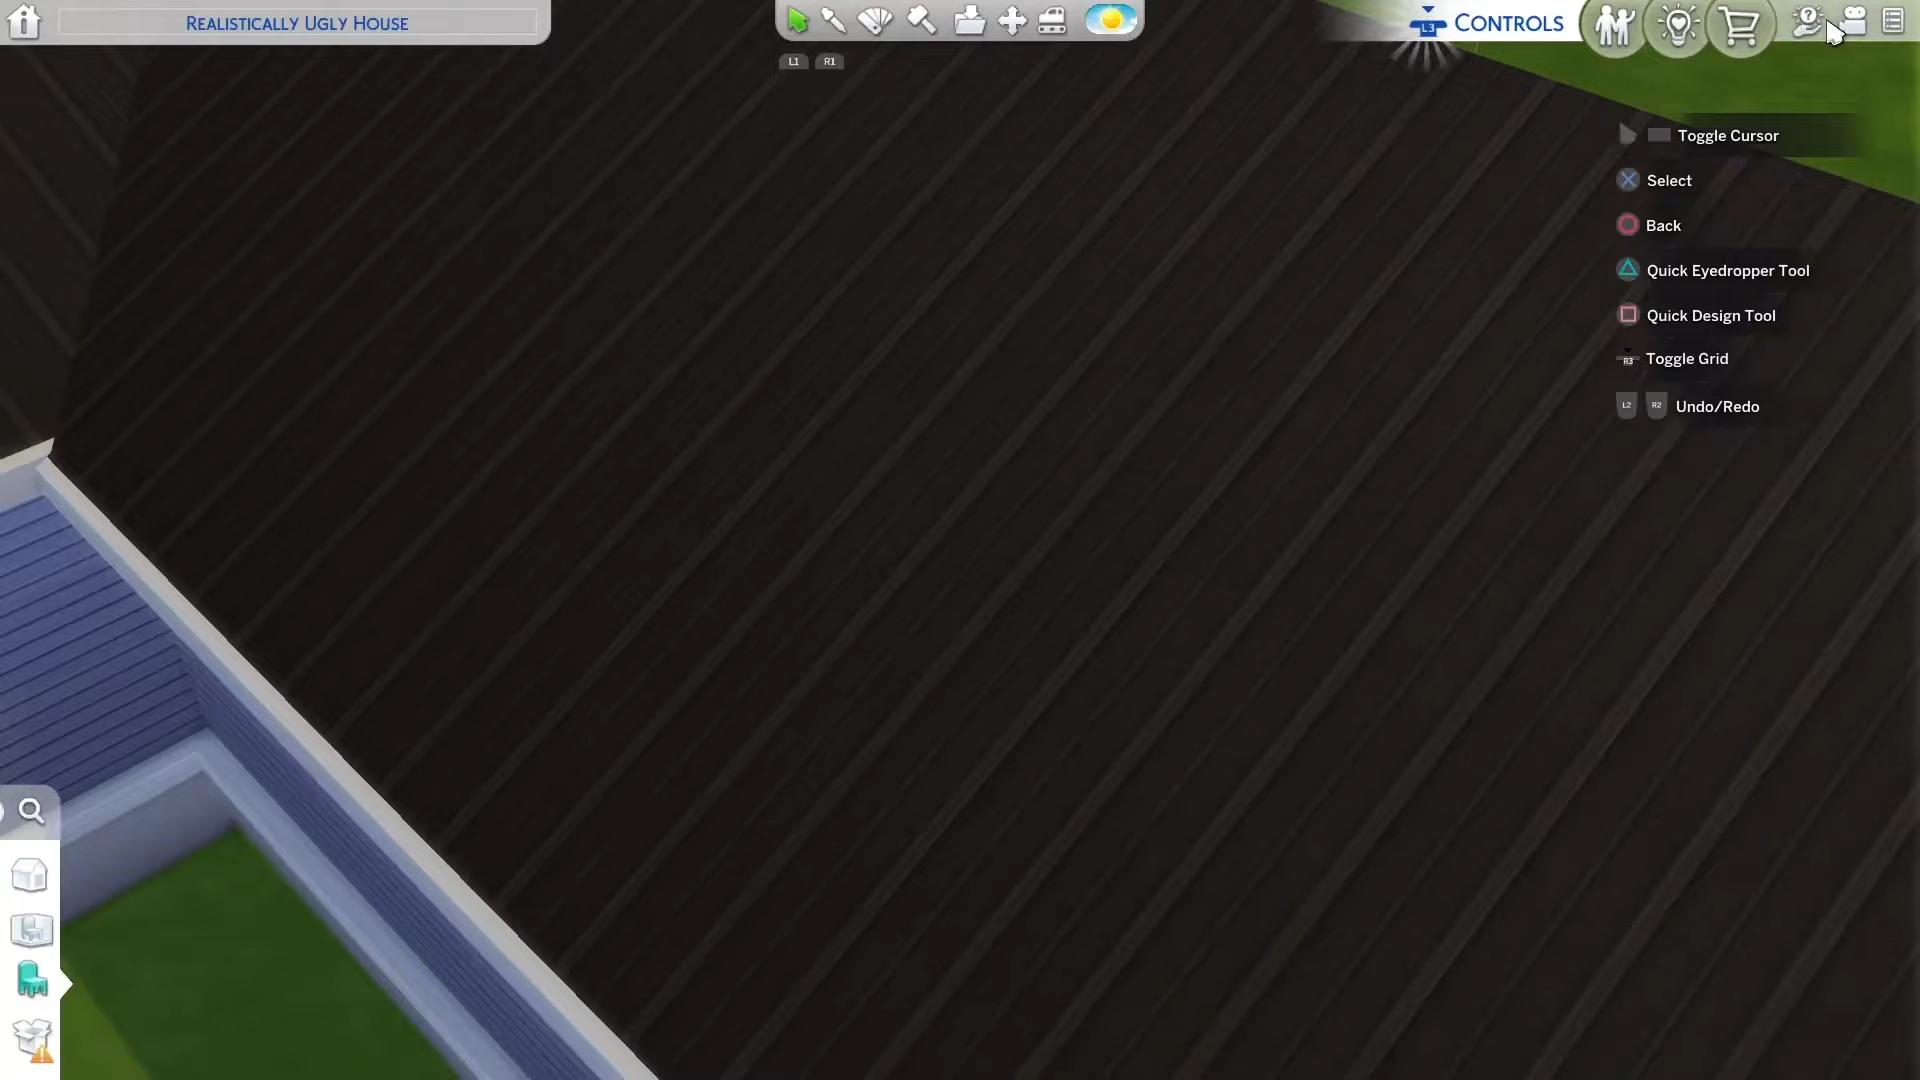 REALISTICALLY UGLY HOUSE
L1 R1
L3 CONTROLS
Toggle Cursor
Select
Back
Quick Eyedropper Tool
Quick Design Tool
R3 Toggle Grid
L2 R2 Undo/Redo